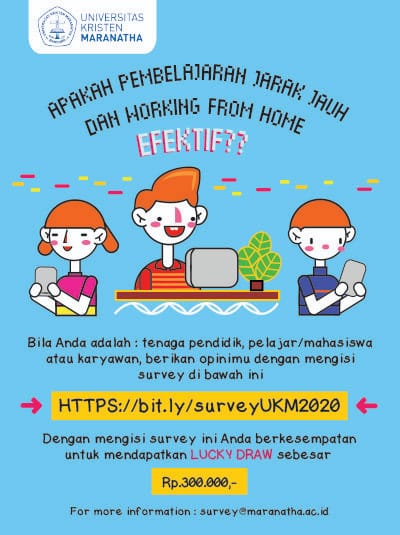 UNIVERSITAS
KRISTEN
MARANATHA
APAKAH PEMBELAJARAN JARAK JAUH
DAN WORKING FROM HOME
EFEKTIF??
Bila Anda adalah : tenaga pendidik, pelajar/mahasiswa
atau karyawan, berikan opinimu dengan mengisi
survey di bawah ini
HTTPS://bit.ly/surveyUKM2020
Dengan mengisi survey ini Anda berkesempatan
untuk mendapatkan LUCKY DRAW sebesar
Rp.300.000,-
For more information : survey@maranatha.ac.id